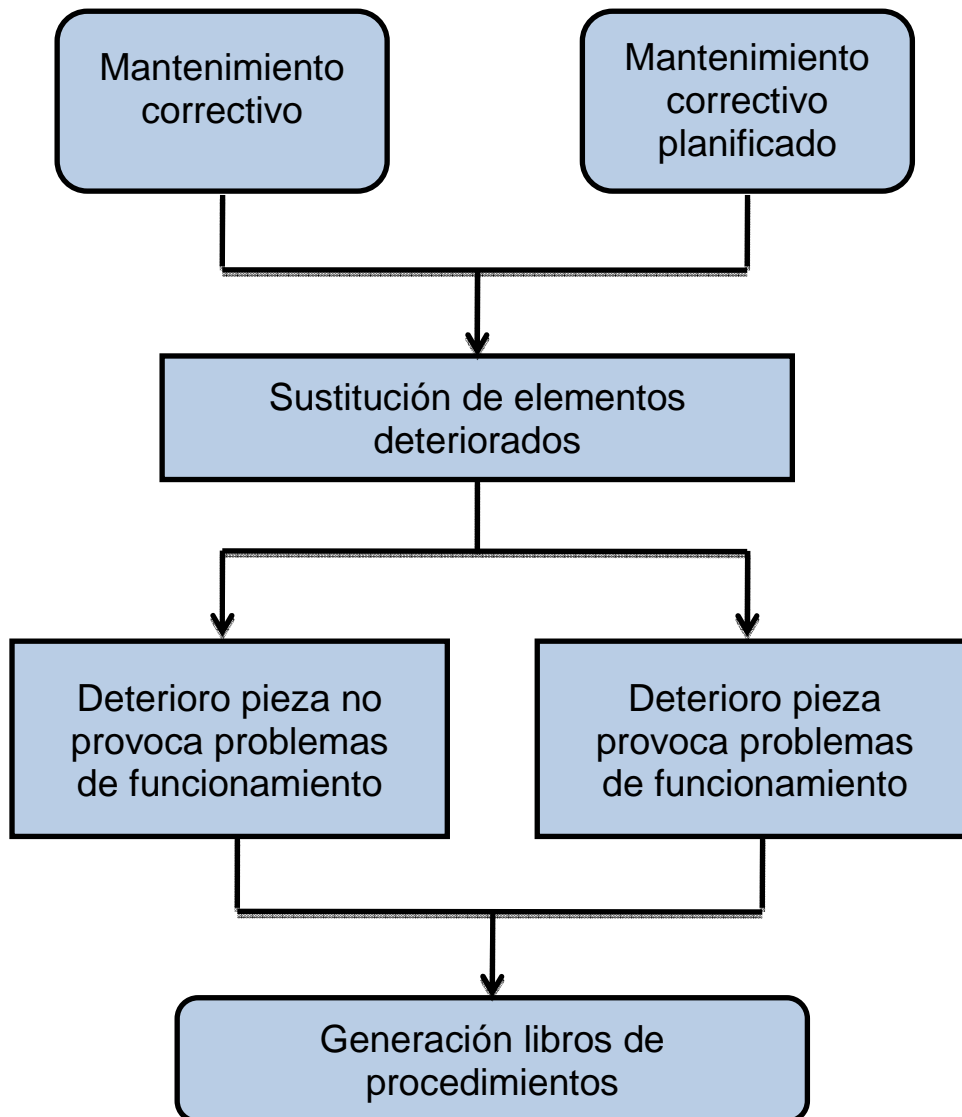 Mantenimiento
correctivo
Mantenimiento
correctivo
planificado
Sustitución de elementos
deteriorados
Deterioro pieza no
provoca problemas
de funcionamiento
Deterioro pieza
provoca problemas
de funcionamiento
Generación libros de
procedimientos